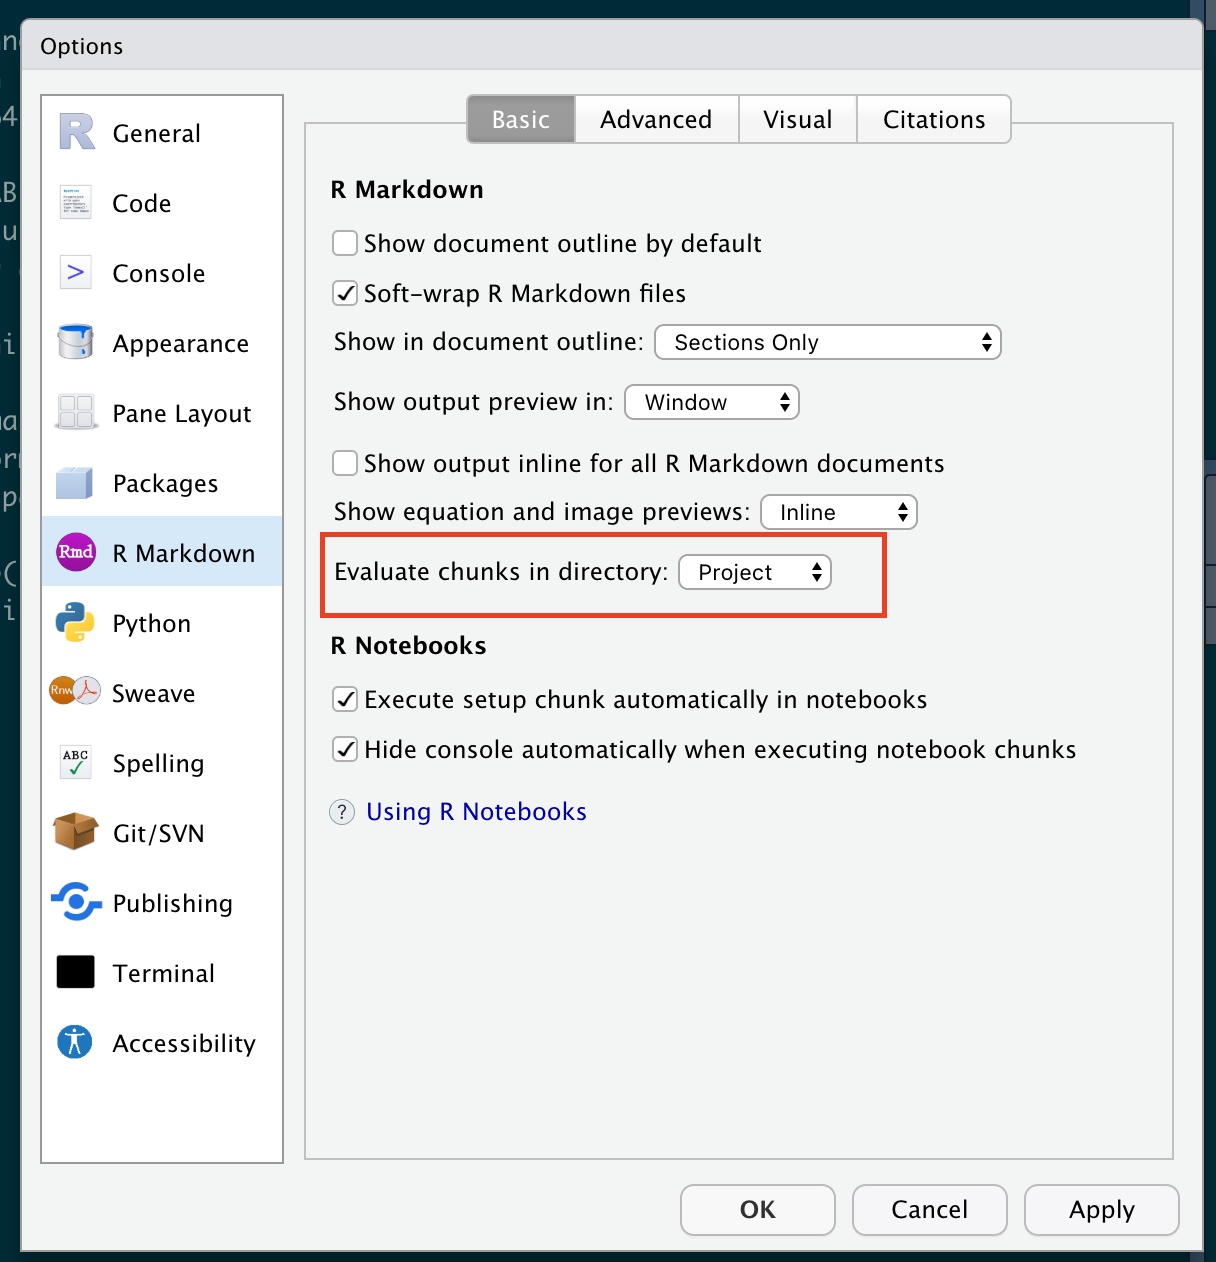 Options
General
Code
Console
Appearance
Pane Layout
Packages
Rmd R Markdown
Python
Rnw Sweave
ABC Spelling
Git/SVN
Publishing
Terminal
Accessibility
Basic Advanced Visual Citations
R Markdown
Show document outline by default
Soft-wrap R Markdown files
Show in document outline: Sections Only
Show output preview in: Window
Show output inline for all R Markdown documents
Show equation and image previews: Inline
Evaluate chunks in directory: Project
R Notebooks
Execute setup chunk automatically in notebooks
Hide console automatically when executing notebook chunks
? Using R Notebooks
OK Cancel Apply